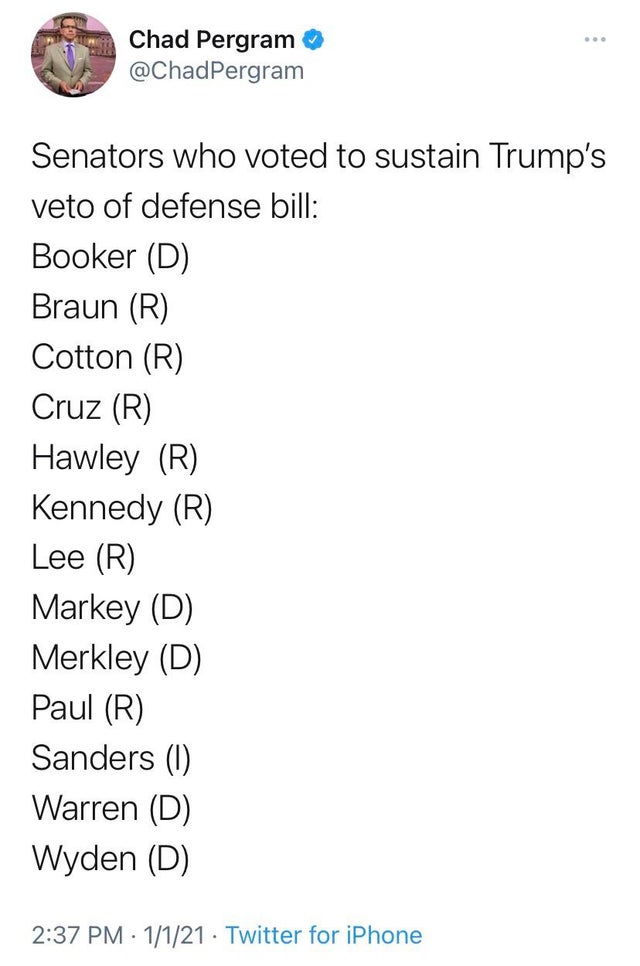 Chad Pergram
@ChadPergram
Senators who voted to sustain Trump's
veto of defense bill:
Booker (D)
Braun (R)
Cotton (R)
Cruz (R)
Hawley  (R)
Kennedy (R)
Lee (R)
Markey (D)
Merkley (D)
Paul (R)
Sanders (I)
Warren (D)
Wyden (D)
2:37 PM · 1/1/21 · Twitter for iPhone